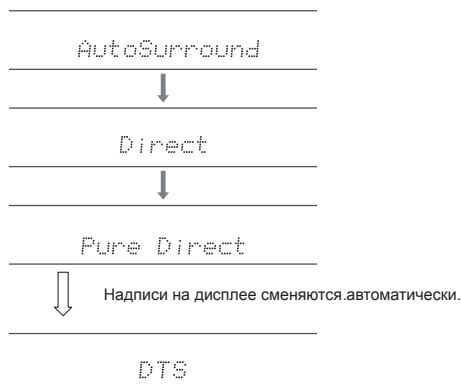 AutoSurround
Direct
Pure Direct
Надписи на дисплее сменяются.автоматически.
DTS